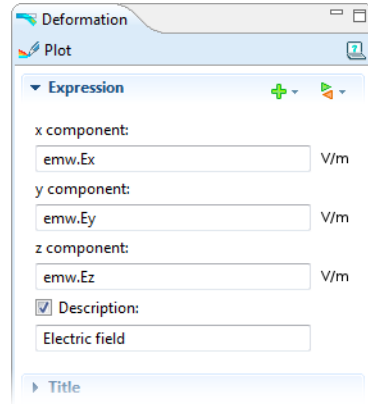 Deformation
Plot
Expression
x component:
emw.Ex V/m
y component:
emw.Ey V/m
z component:
emw.Ez V/m
Description:
Electric field
Title